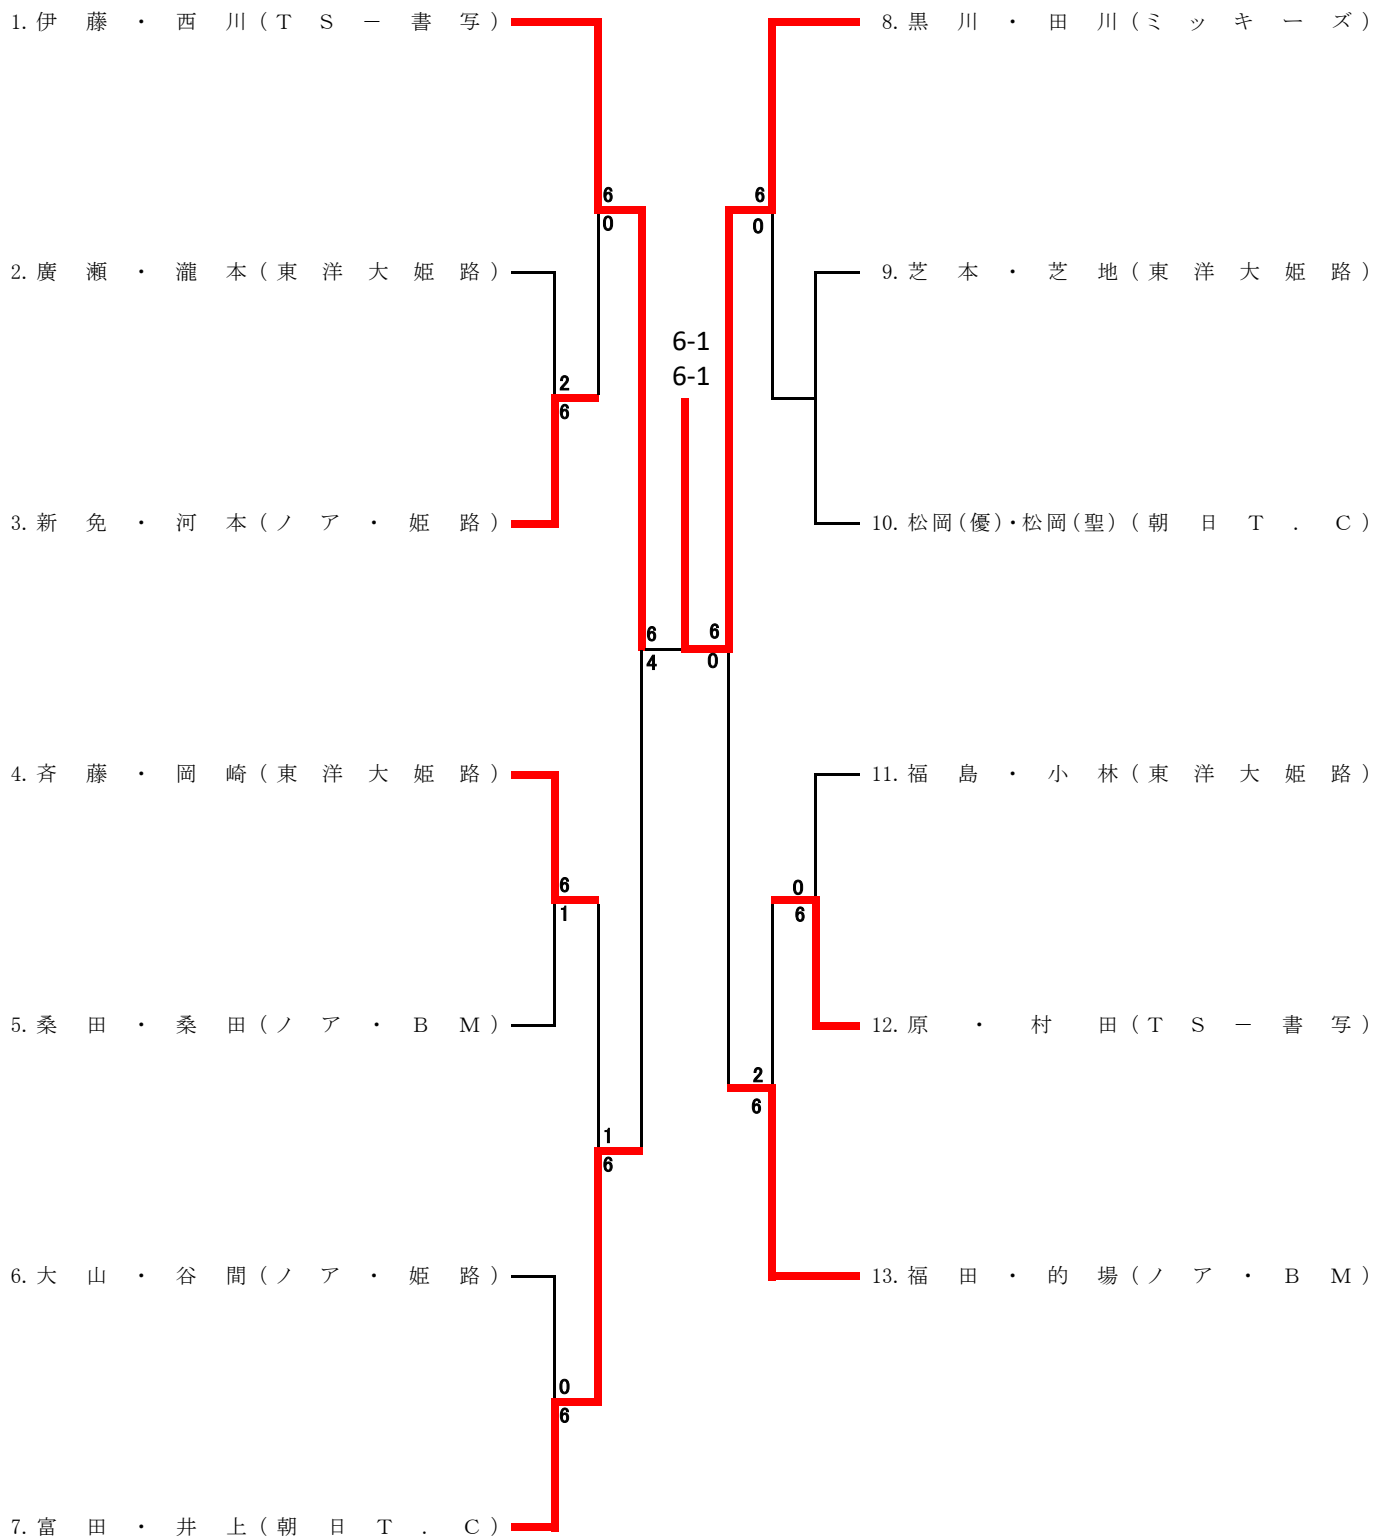 1. 伊藤・西川(TS－書写)
8. 黒川・田川(ミッキーズ)
6
0
6
0
2. 廣瀬・瀧本(東洋大姫路)
9. 芝本・芝地(東洋大姫路)
6-1
6-1
2
6
3. 新免・河本(ノア・姫路)
10. 松岡(優)・松岡(聖)(朝日T.C)
6
4
6
0
4. 斉藤・岡崎(東洋大姫路)
11. 福島・小林(東洋大姫路)
6
1
0
6
5. 桑田・桑田(ノア・BM)
12. 原・村田(TS－書写)
2
6
1
6
6. 大山・谷間(ノア・姫路)
13. 福田・的場(ノア・BM)
0
6
7. 富田・井上(朝日T.C)